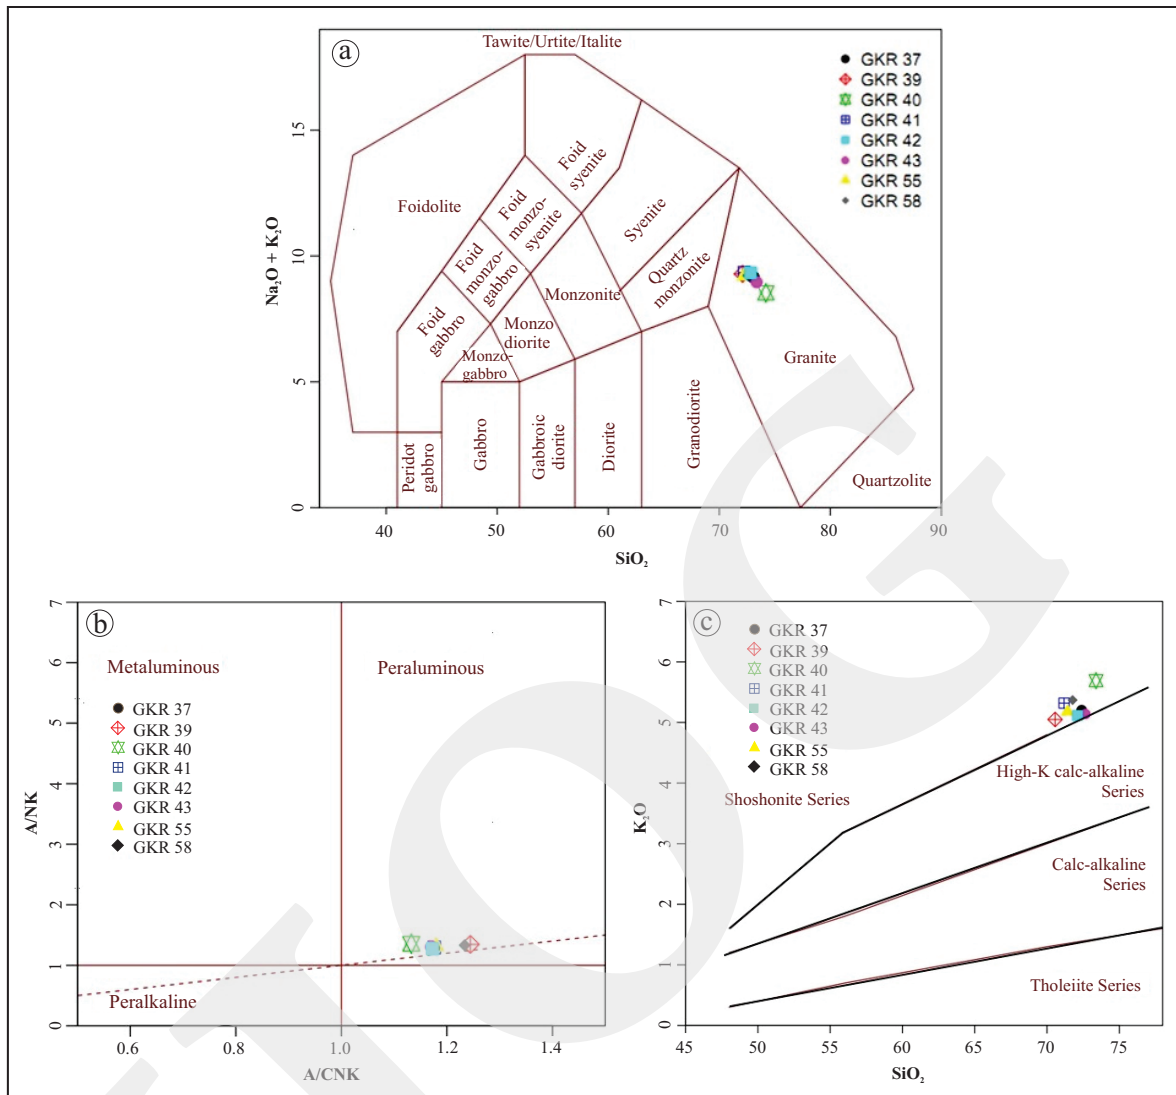 a
Tawite/Urtite/Italite
GKR 37
GKR 39
GKR 40
GKR 41
GKR 42
GKR 43
GKR 55
GKR 58
Foidolite
Foid
syenite
Foid
monzo-
syenite
Foid
monzo-
gabbro
Foid
gabbro
Syenite
Quartz
monzonite
Monzonite
Monzo
diorite
Monzo-
gabbro
Granite
Peridot
gabbro
Gabbro
Gabbroic
diorite
Diorite
Granodiorite
Quartzolite
Na₂O + K₂O
0
5
10
15
40
50
60
70
80
90
SiO₂
b
Metaluminous
Peraluminous
GKR 37
GKR 39
GKR 40
GKR 41
GKR 42
GKR 43
GKR 55
GKR 58
Peralkaline
A/NK
7
6
5
4
3
2
1
0
0.6
0.8
1.0
1.2
1.4
A/CNK
c
GKR 37
GKR 39
GKR 40
GKR 41
GKR 42
GKR 43
GKR 55
GKR 58
Shoshonite Series
High-K calc-alkaline
Series
Calc-alkaline
Series
Tholeiite Series
K₂O
7
6
5
4
3
2
1
0
45
50
55
60
65
70
75
SiO₂